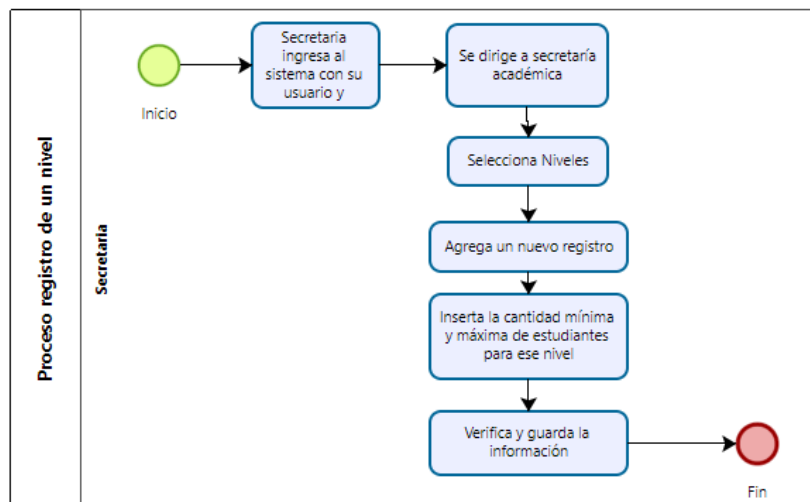 Proceso registro de un nivel
Secretaria
Inicio
Secretaria
ingresa al
sistema con su
usuario y
Se dirige a secretaría
académica
Selecciona Niveles
Agrega un nuevo registro
Inserta la cantidad mínima
y máxima de estudiantes
para ese nivel
Verifica y guarda la
información
Fin